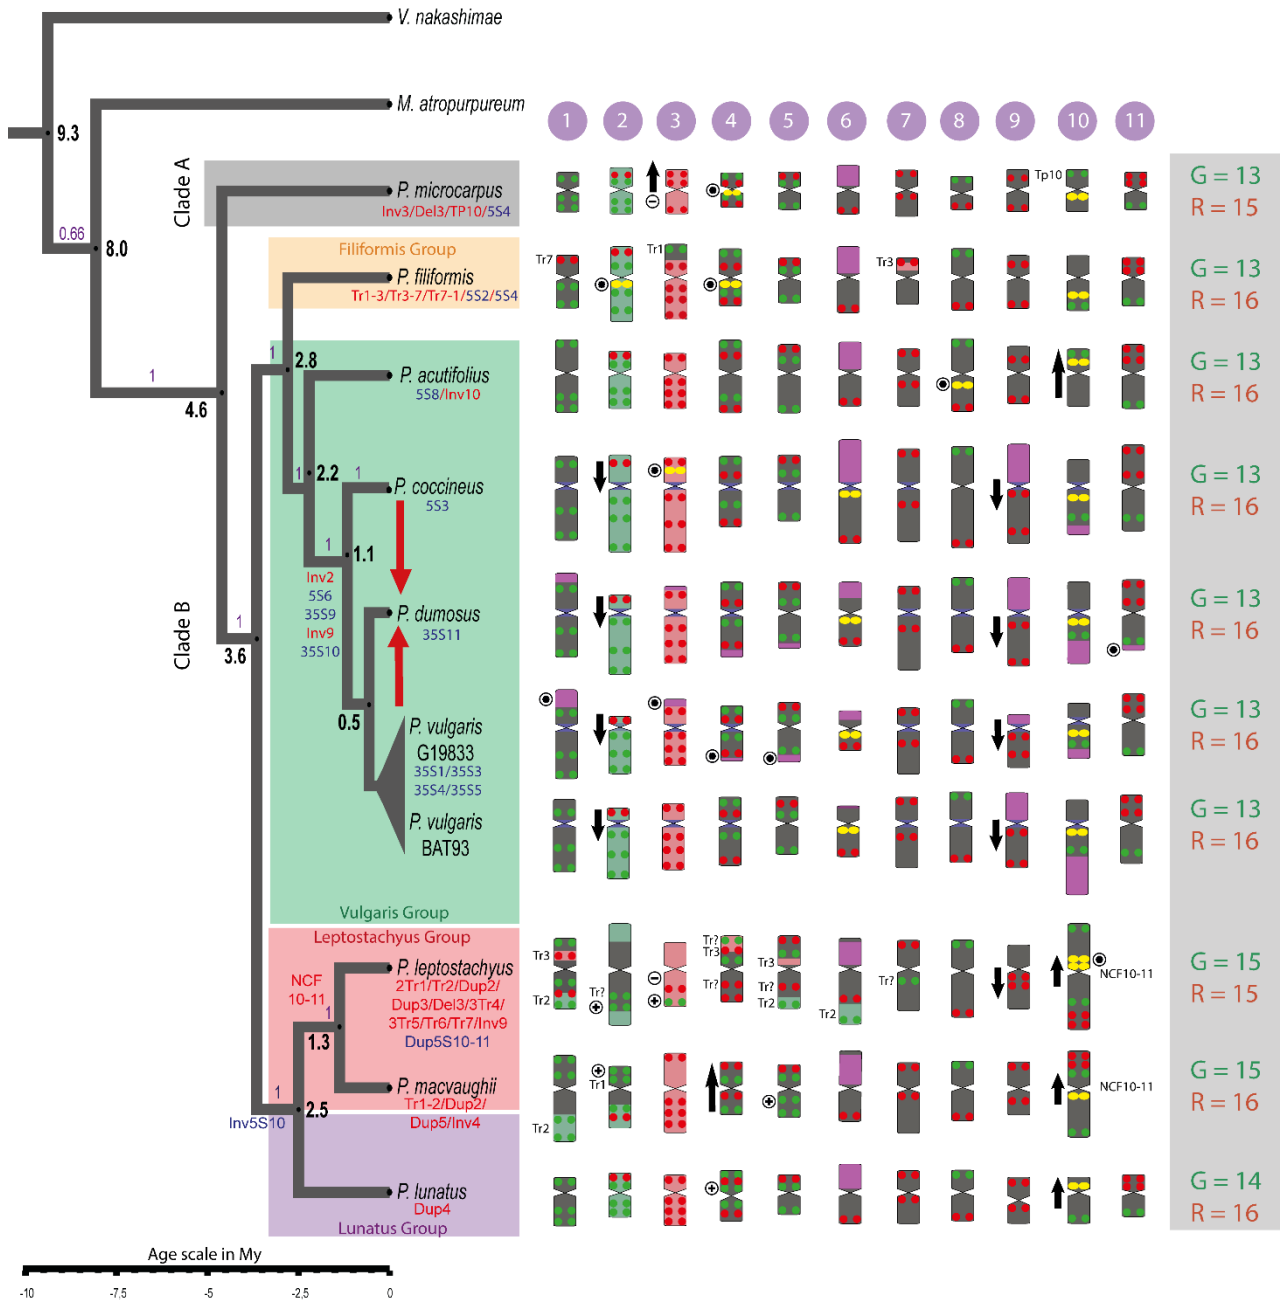 V. nakashimae
9.3
M. atropurpureum
1 2 3 4 5 6 7 8 9 10 11
Clade A
P. microcarpus
Inv3/Del3/TP10/5S4
Tp10
G = 13
R = 15
0.66
8.0
Filiformis Group
P. filiformis
Tr1-3/Tr3-7/Tr7-1/5S2/5S4
Tr7
Tr1
Tr3
G = 13
R = 16
1
2.8
1
4.6
P. acutifolius
5S8/Inv10
G = 13
R = 16
1
2.2
1
P. coccineus
5S3
G = 13
R = 16
1
1.1
Inv2
5S6
35S9
Inv9
35S10
P. dumosus
35S11
G = 13
R = 16
Clade B
1
3.6
0.5
P. vulgaris
G19833
35S1/35S3
35S4/35S5
G = 13
R = 16
P. vulgaris
BAT93
G = 13
R = 16
Vulgaris Group
Leptostachyus Group
NCF
10-11
P. leptostachyus
2Tr1/Tr2/Dup2/
Dup3/Del3/3Tr4/
3Tr5/Tr6/Tr7/Inv9
Dup5S10-11
Tr3
Tr2
Tr?
Tr?
Tr3
Tr?
Tr3
Tr?
Tr2
Tr2
Tr?
NCF10-11
G = 15
R = 15
1
1.3
P. macvaughii
Tr1-2/Dup2/
Dup5/Inv4
Tr2
Tr1
NCF10-11
G = 15
R = 16
1
Inv5S10
2.5
P. lunatus
Dup4
Lunatus Group
G = 14
R = 16
Age scale in My
-10 -7,5 -5 -2,5 0